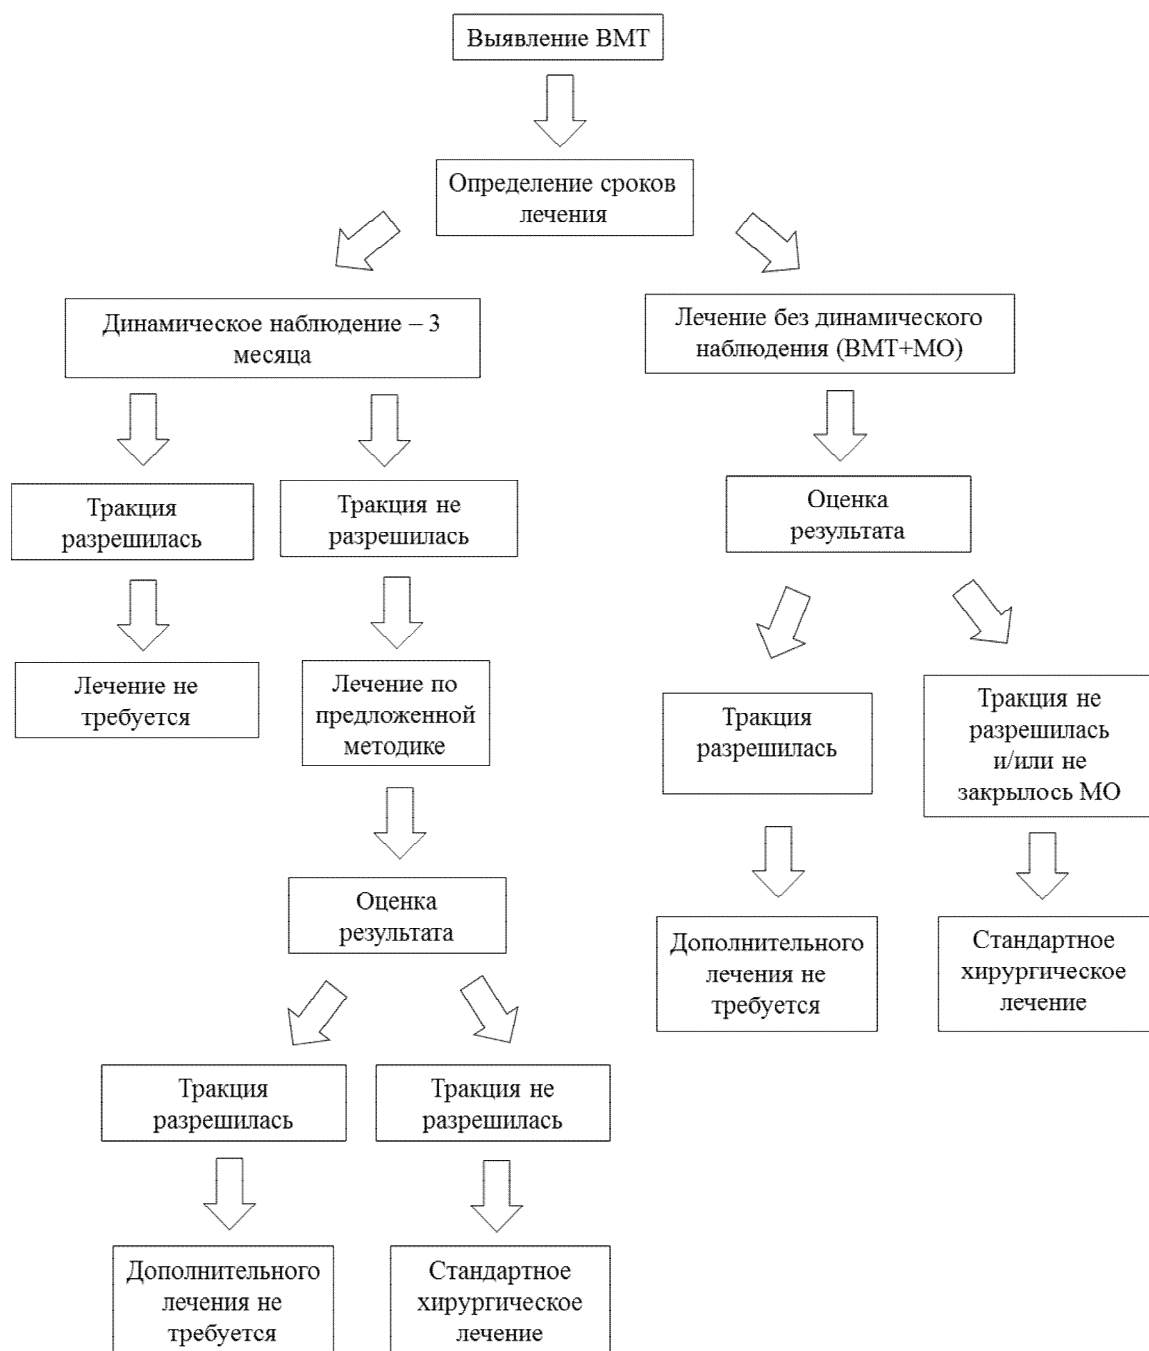 Выявление ВМТ
Определение сроков
лечения
Динамическое наблюдение – 3
месяца
Лечение без динамического
наблюдения (ВМТ+МО)
Тракция
разрешилась
Тракция не
разрешилась
Оценка
результата
Лечение не
требуется
Лечение по
предложенной
методике
Тракция
разрешилась
Тракция не
разрешилась
и/или не
закрылось МО
Оценка
результата
Дополнительного
лечения не
требуется
Стандартное
хирургическое
лечение
Тракция
разрешилась
Тракция не
разрешилась
Дополнительного
лечения не
требуется
Стандартное
хирургическое
лечение